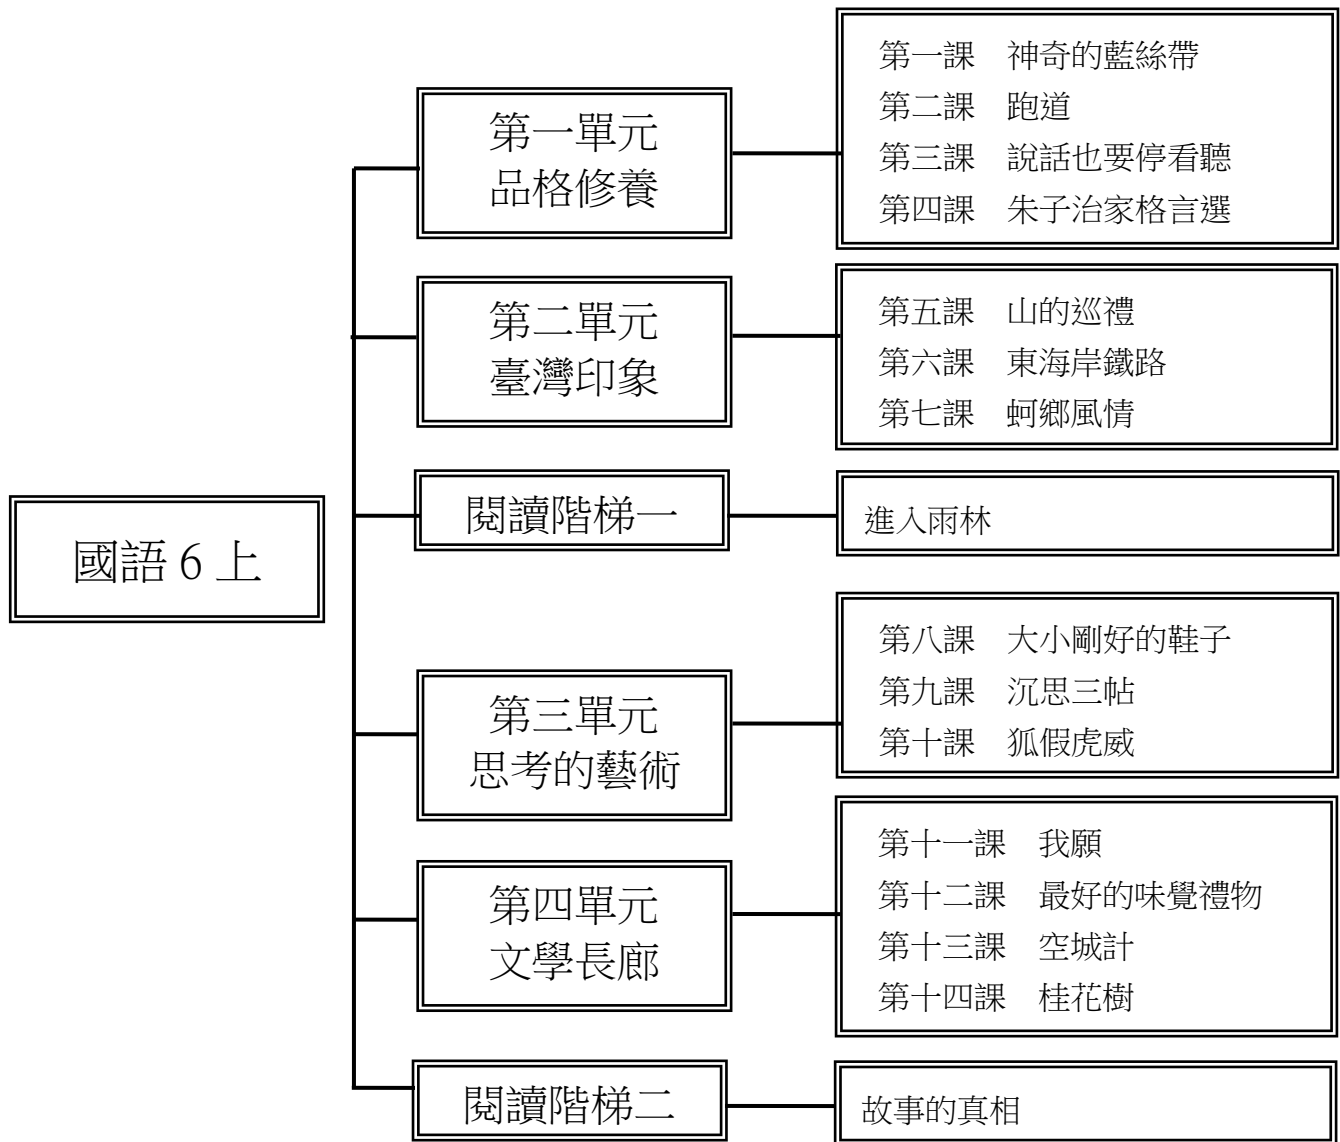 國語 6 上
第一單元
品格修養
第一課　神奇的藍絲帶
第二課　跑道
第三課　說話也要停看聽
第四課　朱子治家格言選
第二單元
臺灣印象
第五課　山的巡禮
第六課　東海岸鐵路
第七課　蚵鄉風情
閱讀階梯一
進入雨林
第三單元
思考的藝術
第八課　大小剛好的鞋子
第九課　沉思三帖
第十課　狐假虎威
第四單元
文學長廊
第十一課　我願
第十二課　最好的味覺禮物
第十三課　空城計
第十四課　桂花樹
閱讀階梯二
故事的真相